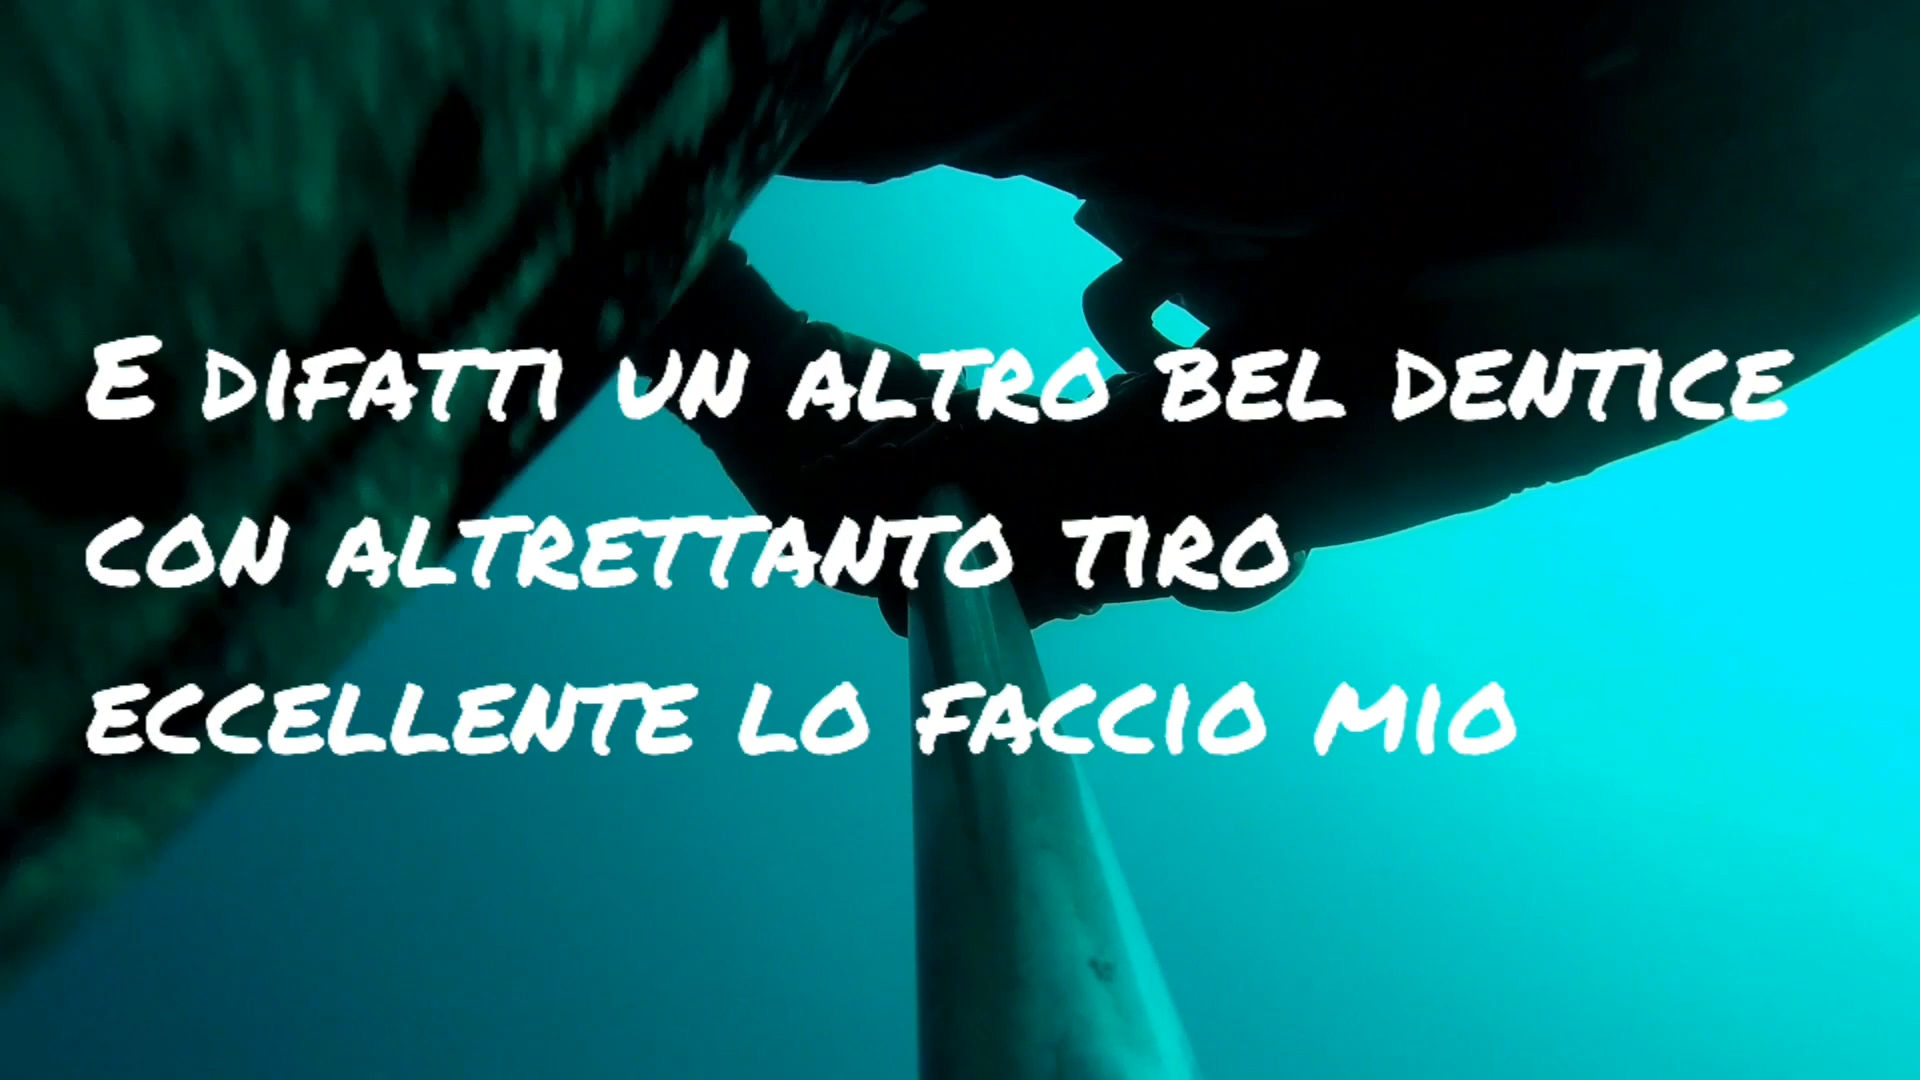 E difatti un altro bel dentice
con altrettanto tiro
eccellente lo faccio mio